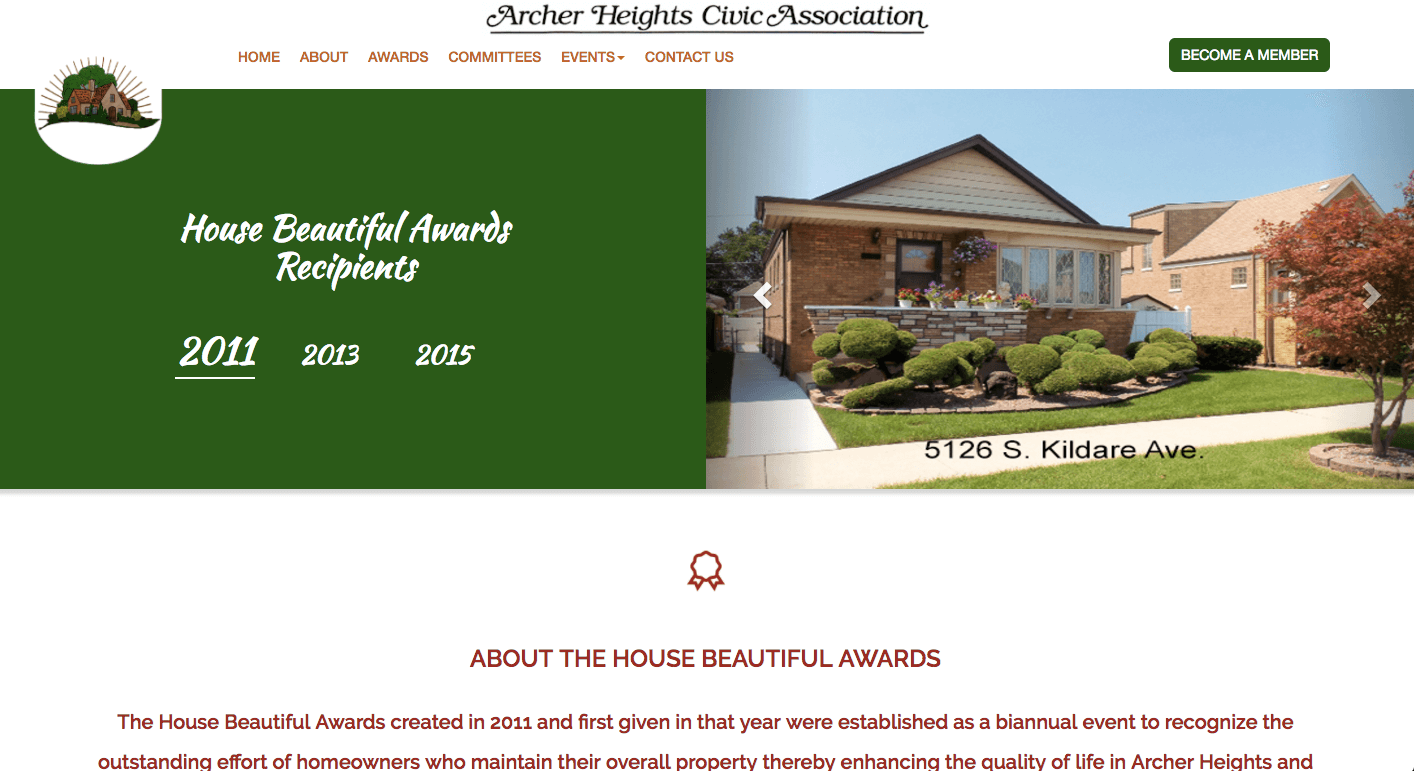 Archer Heights Civic Association
HOME ABOUT AWARDS COMMITTEES EVENTS CONTACT US
BECOME A MEMBER
House Beautiful Awards
Recipients
2011 2013 2015
5126 S. Kildare Ave.
ABOUT THE HOUSE BEAUTIFUL AWARDS
The House Beautiful Awards created in 2011 and first given in that year were established as a biannual event to recognize the
outstanding effort of homeowners who maintain their overall property thereby enhancing the quality of life in Archer Heights and